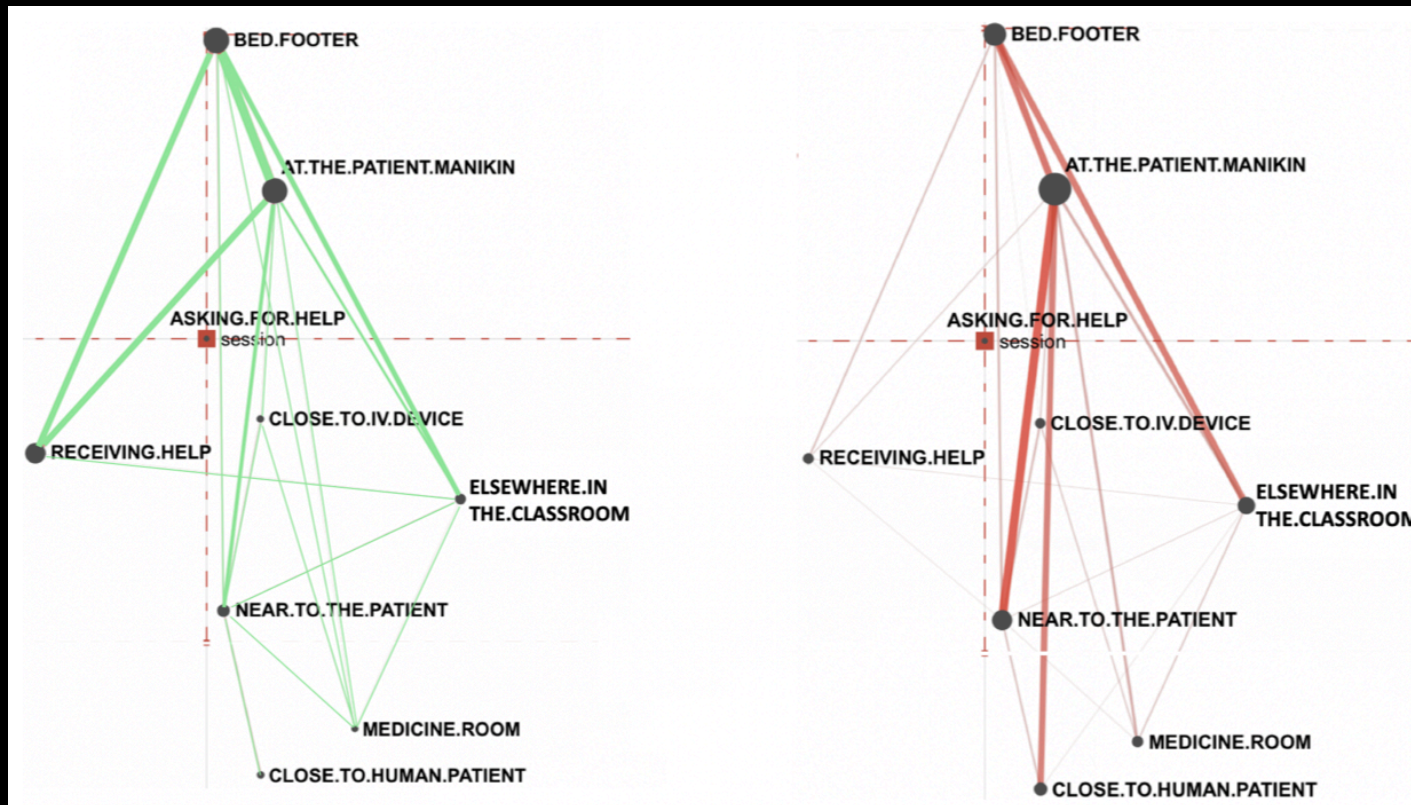 BED.FOOTER
AT.THE.PATIENT.MANIKIN
ASKING.FOR.HELP
session
CLOSE.TO.IV.DEVICE
RECEIVING.HELP
ELSEWHERE.IN
THE.CLASSROOM
NEAR.TO.THE.PATIENT
MEDICINE.ROOM
CLOSE.TO.HUMAN.PATIENT
BED.FOOTER
AT.THE.PATIENT.MANIKIN
ASKING.FOR.HELP
session
CLOSE.TO.IV.DEVICE
RECEIVING.HELP
ELSEWHERE.IN
THE.CLASSROOM
NEAR.TO.THE.PATIENT
MEDICINE.ROOM
CLOSE.TO.HUMAN.PATIENT